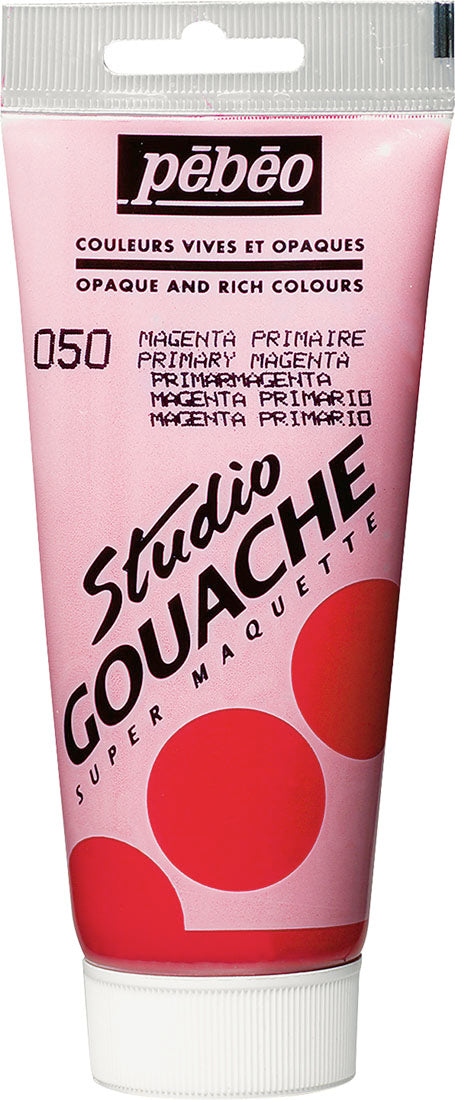 pēbēo
COULEURS VIVES ET OPAQUES
OPAQUE AND RICH COLOURS
050
MAGENTA PRIMAIRE
PRIMARY MAGENTA
PRIMARMAGENTA
MAGENTA PRIMARIO
MAGENTA PRIMARIO
Studio
GOUACHE
SUPER MAQUETTE